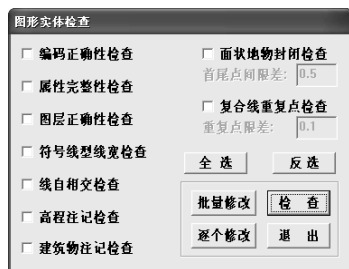 图形实体检查
编码正确性检查
属性完整性检查
图层正确性检查
符号线型线宽检查
线自相交检查
高程注记检查
建筑物注记检查
面状地物封闭检查
首尾点间限差: 0.5
复合线重复点检查
重复点限差: 0.1
全 选 反 选
批量修改 检 查
逐个修改 退 出